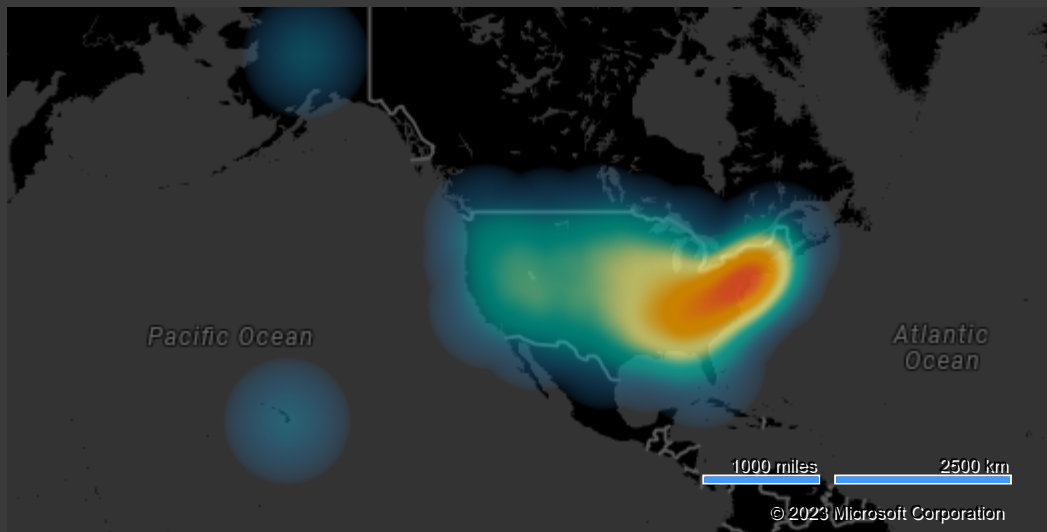 Pacific Ocean
Atlantic
Ocean
1000 miles
2500 km
© 2023 Microsoft Corporation